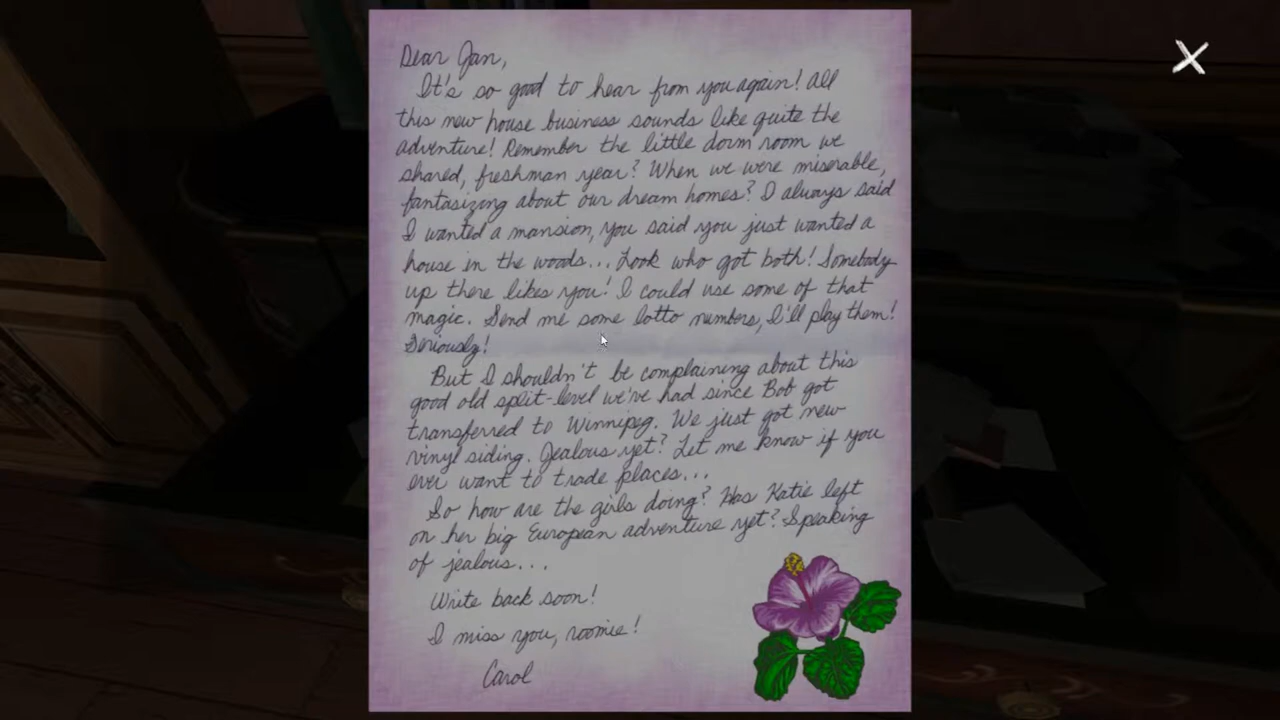 Dear Jan,
It's so good to hear from you again! All
this new house business sounds like quite the
adventure! Remember the little dorm room we
shared, freshman year? When we were miserable,
fantasizing about our dream homes? I always said
I wanted a mansion, you said you just wanted a
house in the woods... Look who got both! Somebody
up there likes you! I could use some of that
magic. Send me some lotto numbers, I'll play them!
Seriously!
But I shouldn't be complaining about this
good old split-level we've had since Bob got
transferred to Winnipeg. We just got new
vinyl siding. Jealous yet? Let me know if you
ever want to trade places...
So how are the girls doing? Has Katie left
on her big European adventure yet? Speaking
of jealous...
Write back soon!
I miss you, roomie!
Carol